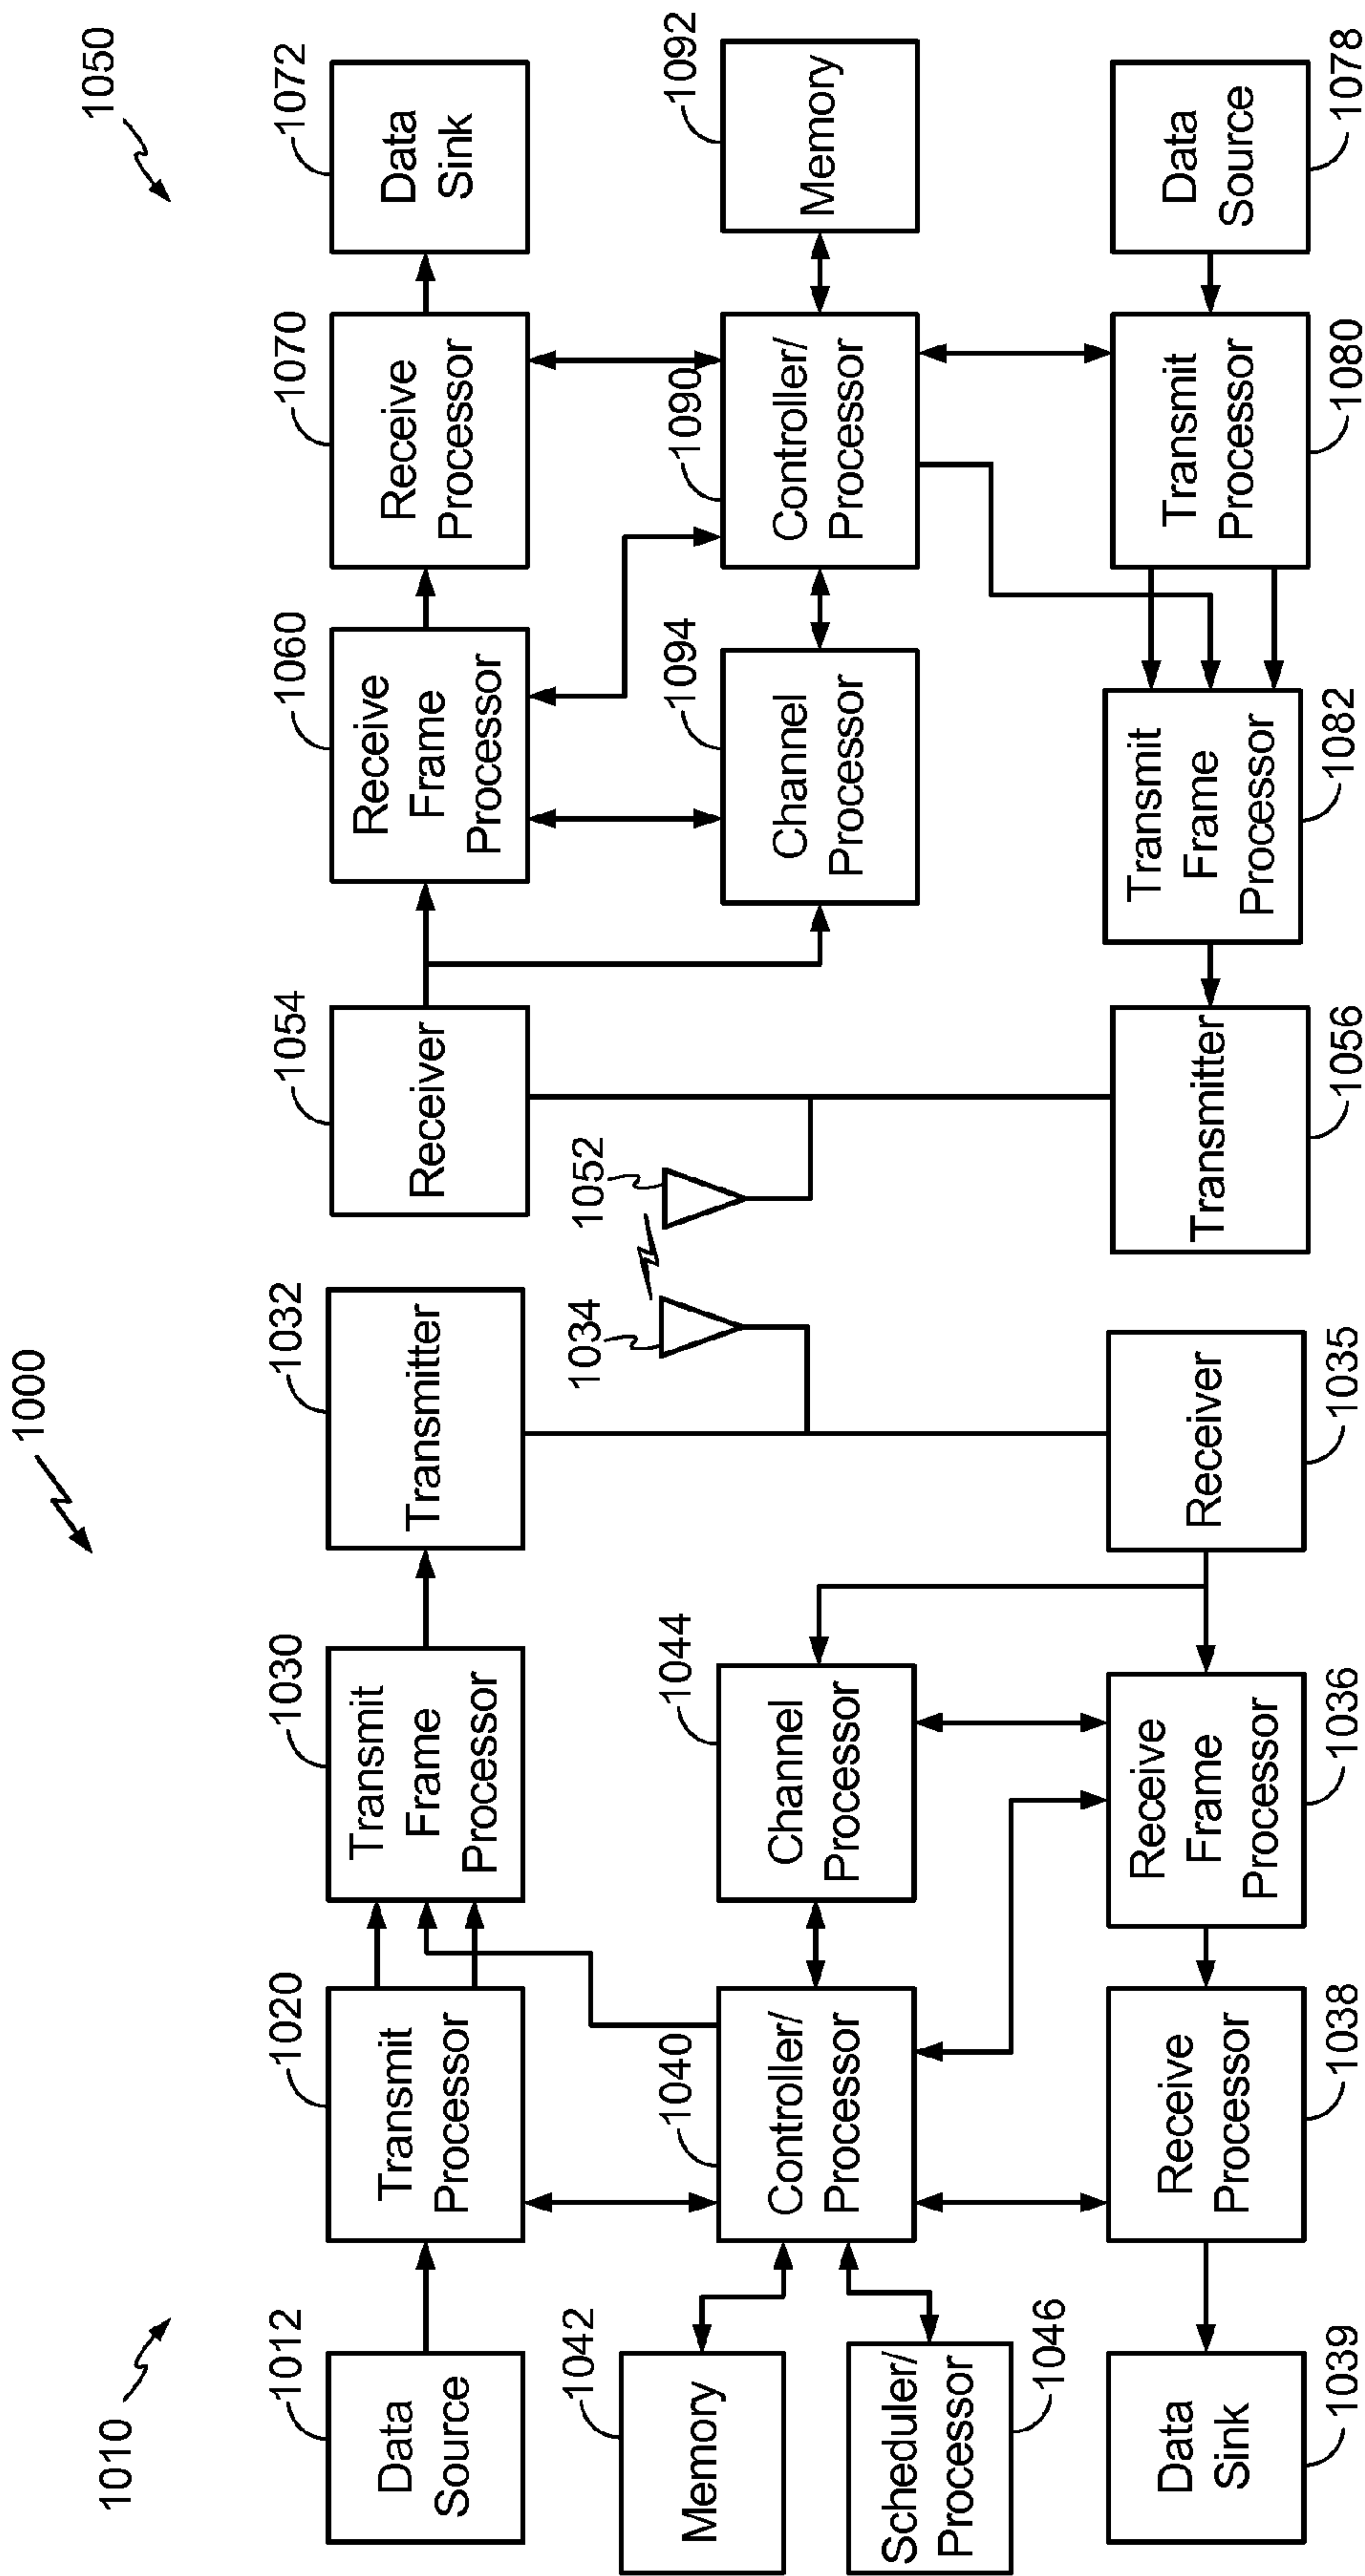 1000
1010
1050
1012
Data
Source
1020
Transmit
Processor
1030
Transmit
Frame
Processor
1032
Transmitter
1054
Receiver
1060
Receive
Frame
Processor
1070
Receive
Processor
1072
Data
Sink
1042
Memory
1046
Scheduler/
Processor
1040
Controller/
Processor
1044
Channel
Processor
1034
1052
1094
Channel
Processor
1090
Controller/
Processor
1092
Memory
Data
Sink
1039
Receive
Processor
1038
Receive
Frame
Processor
1036
Receiver
1035
Transmitter
1056
Transmit
Frame
Processor
1082
Transmit
Processor
1080
Data
Source
1078